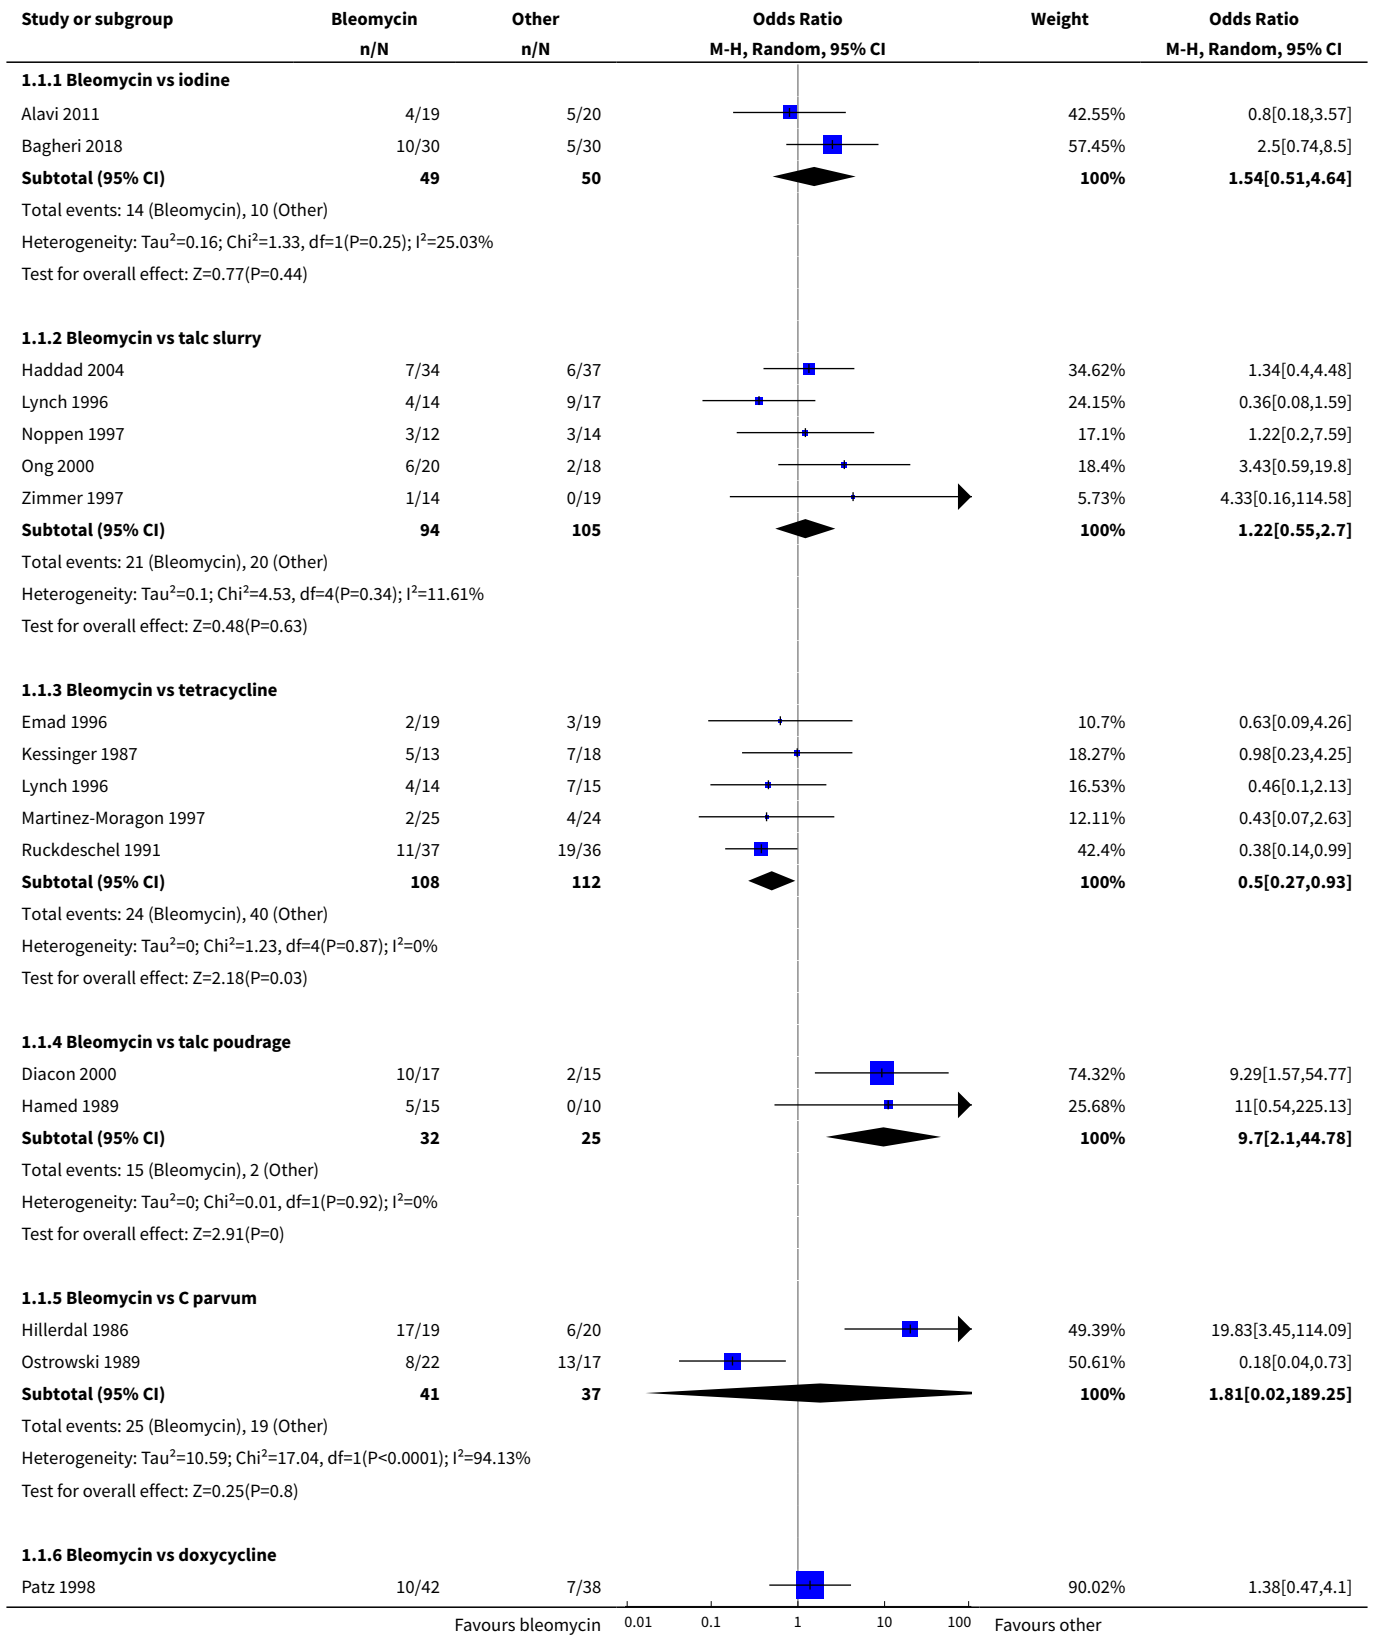 Study or subgroup Bleomycin Other Odds Ratio Weight Odds Ratio
n/N n/N M-H, Random, 95% CI M-H, Random, 95% CI
1.1.1 Bleomycin vs iodine
Alavi 2011 4/19 5/20 42.55% 0.8[0.18,3.57]
Bagheri 2018 10/30 5/30 57.45% 2.5[0.74,8.5]
Subtotal (95% CI) 49 50 100% 1.54[0.51,4.64]
Total events: 14 (Bleomycin), 10 (Other)
Heterogeneity: Tau²=0.16; Chi²=1.33, df=1(P=0.25); I²=25.03%
Test for overall effect: Z=0.77(P=0.44)
1.1.2 Bleomycin vs talc slurry
Haddad 2004 7/34 6/37 34.62% 1.34[0.4,4.48]
Lynch 1996 4/14 9/17 24.15% 0.36[0.08,1.59]
Noppen 1997 3/12 3/14 17.1% 1.22[0.2,7.59]
Ong 2000 6/20 2/18 18.4% 3.43[0.59,19.8]
Zimmer 1997 1/14 0/19 5.73% 4.33[0.16,114.58]
Subtotal (95% CI) 94 105 100% 1.22[0.55,2.7]
Total events: 21 (Bleomycin), 20 (Other)
Heterogeneity: Tau²=0.1; Chi²=4.53, df=4(P=0.34); I²=11.61%
Test for overall effect: Z=0.48(P=0.63)
1.1.3 Bleomycin vs tetracycline
Emad 1996 2/19 3/19 10.7% 0.63[0.09,4.26]
Kessinger 1987 5/13 7/18 18.27% 0.98[0.23,4.25]
Lynch 1996 4/14 7/15 16.53% 0.46[0.1,2.13]
Martinez-Moragon 1997 2/25 4/24 12.11% 0.43[0.07,2.63]
Ruckdeschel 1991 11/37 19/36 42.4% 0.38[0.14,0.99]
Subtotal (95% CI) 108 112 100% 0.5[0.27,0.93]
Total events: 24 (Bleomycin), 40 (Other)
Heterogeneity: Tau²=0; Chi²=1.23, df=4(P=0.87); I²=0%
Test for overall effect: Z=2.18(P=0.03)
1.1.4 Bleomycin vs talc poudrage
Diacon 2000 10/17 2/15 74.32% 9.29[1.57,54.77]
Hamed 1989 5/15 0/10 25.68% 11[0.54,225.13]
Subtotal (95% CI) 32 25 100% 9.7[2.1,44.78]
Total events: 15 (Bleomycin), 2 (Other)
Heterogeneity: Tau²=0; Chi²=0.01, df=1(P=0.92); I²=0%
Test for overall effect: Z=2.91(P=0)
1.1.5 Bleomycin vs C parvum
Hillerdal 1986 17/19 6/20 49.39% 19.83[3.45,114.09]
Ostrowski 1989 8/22 13/17 50.61% 0.18[0.04,0.73]
Subtotal (95% CI) 41 37 100% 1.81[0.02,189.25]
Total events: 25 (Bleomycin), 19 (Other)
Heterogeneity: Tau²=10.59; Chi²=17.04, df=1(P<0.0001); I²=94.13%
Test for overall effect: Z=0.25(P=0.8)
1.1.6 Bleomycin vs doxycycline
Patz 1998 10/42 7/38 90.02% 1.38[0.47,4.1]
Favours bleomycin 0.01 0.1 1 10 100 Favours other